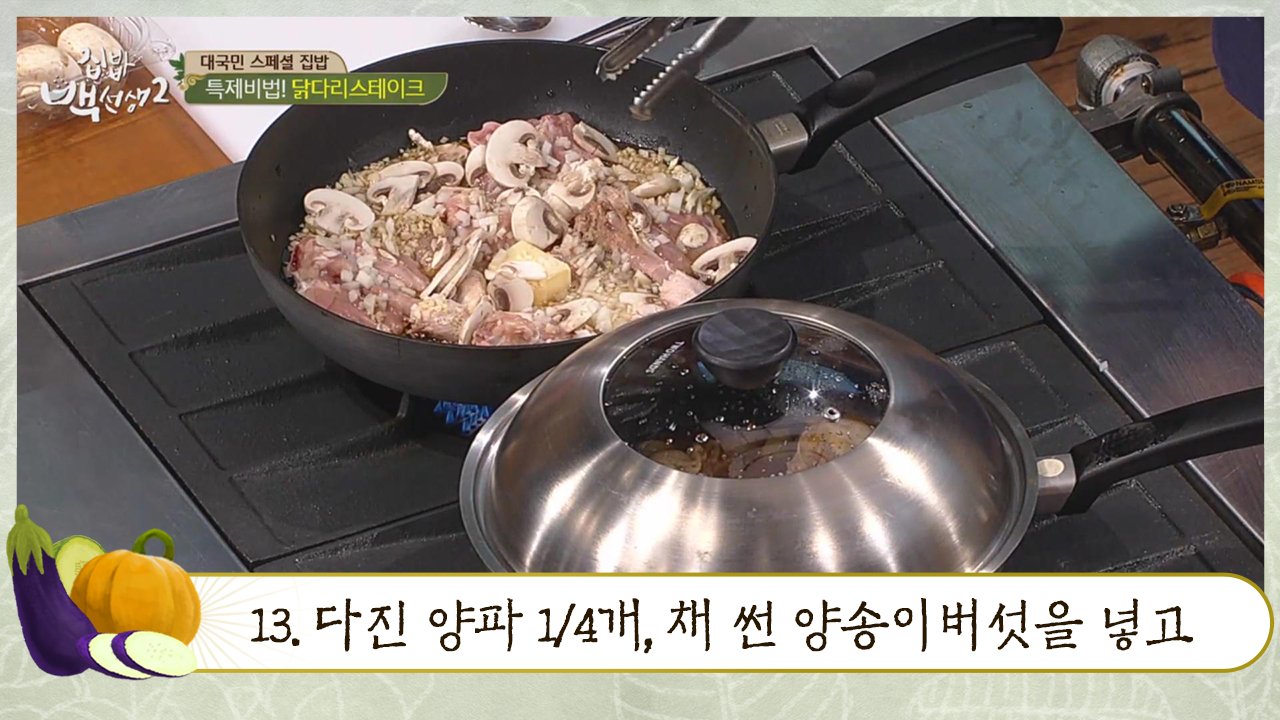 집밥
백선생2
대국민 스페셜 집밥
특제비법! 닭다리스테이크
13. 다진 양파 1/4개, 채 썬 양송이버섯을 넣고